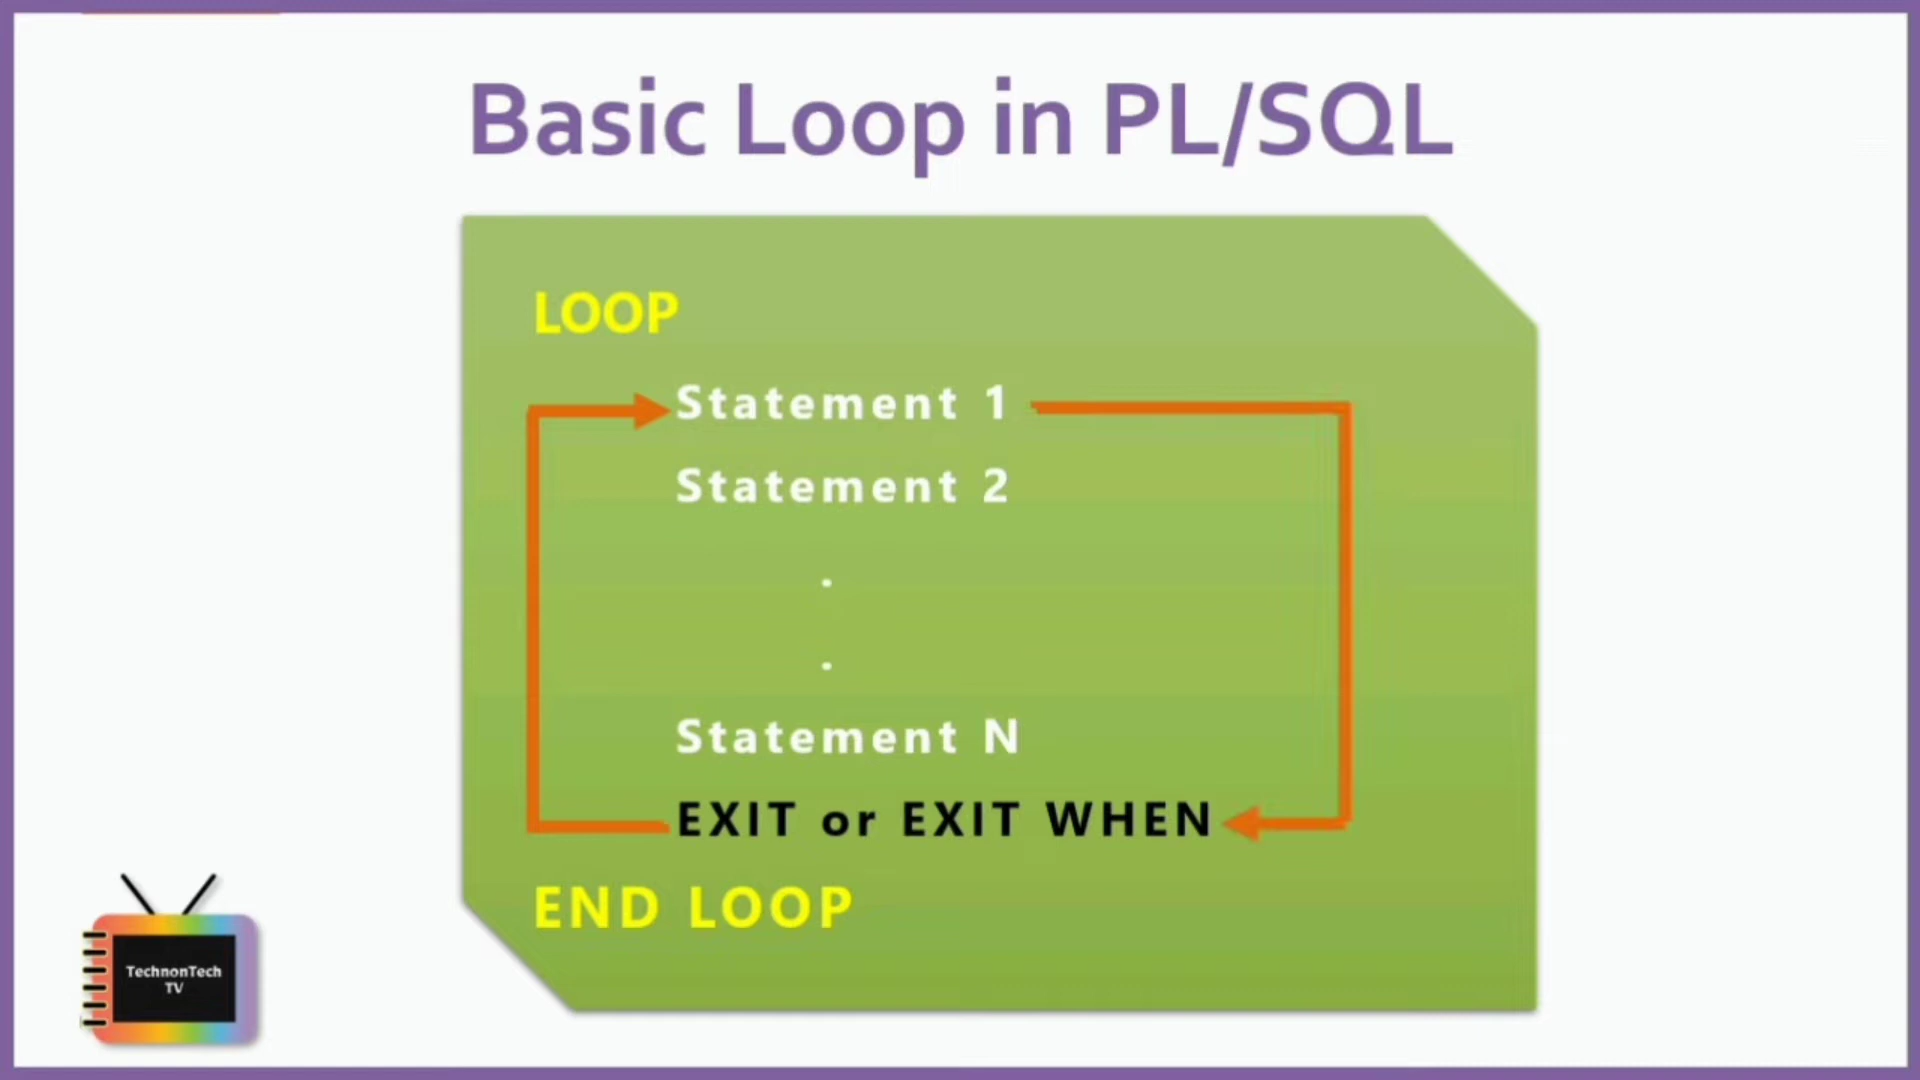 Basic Loop in PL/SQL
LOOP
Statement 1
Statement 2
.
.
Statement N
EXIT or EXIT WHEN
END LOOP
TechnonTech
TV